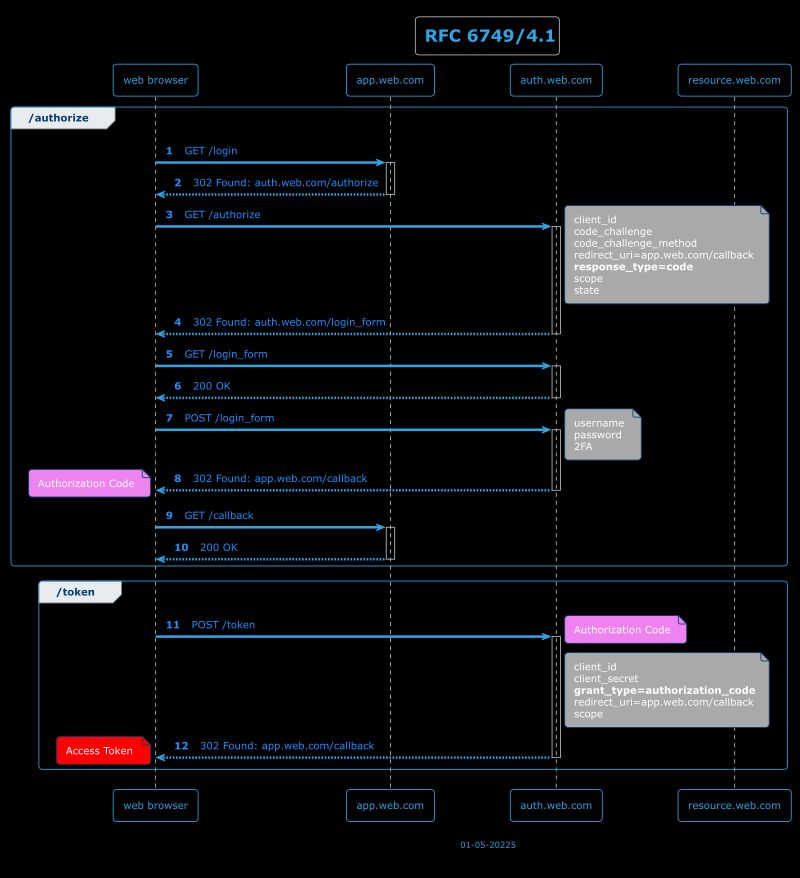 RFC 6749/4.1
web browser app.web.com auth.web.com resource.web.com
/authorize
1 GET /login
2 302 Found: auth.web.com/authorize
3 GET /authorize
client_id
code_challenge
code_challenge_method
redirect_uri=app.web.com/callback
response_type=code
scope
state
4 302 Found: auth.web.com/login_form
5 GET /login_form
6 200 OK
7 POST /login_form
username
password
2FA
8 302 Found: app.web.com/callback
Authorization Code
9 GET /callback
10 200 OK
/token
11 POST /token
Authorization Code
client_id
client_secret
grant_type=authorization_code
redirect_uri=app.web.com/callback
scope
12 302 Found: app.web.com/callback
Access Token
web browser app.web.com auth.web.com resource.web.com
01-05-20225